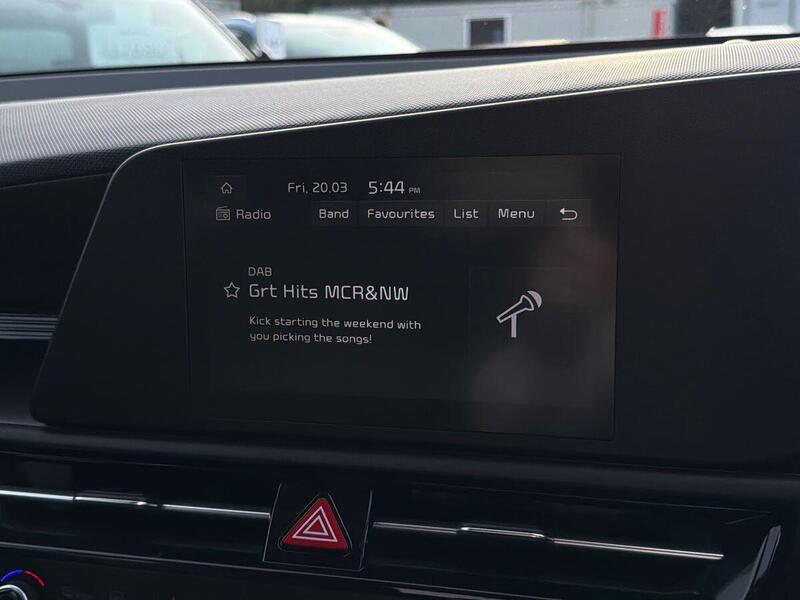 Fri, 20.03 5:44 PM
Radio Band Favourites List Menu
DAB
Grt Hits MCR&NW
Kick starting the weekend with
you picking the songs!